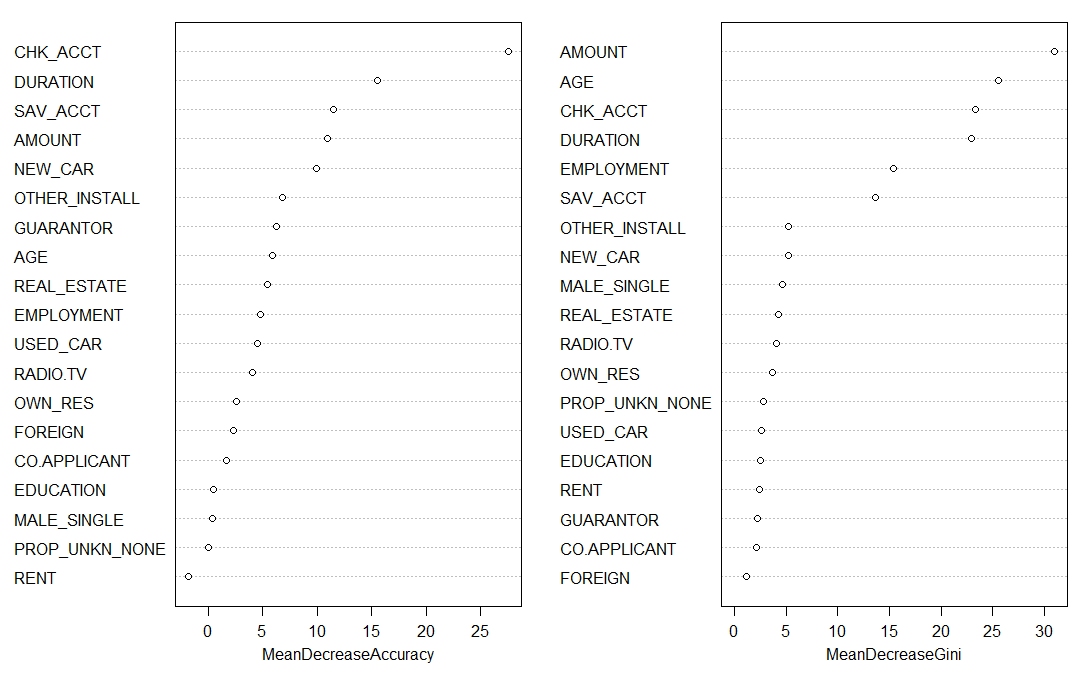 CHK_ACCT
DURATION
SAV_ACCT
AMOUNT
NEW_CAR
OTHER_INSTALL
GUARANTOR
AGE
REAL_ESTATE
EMPLOYMENT
USED_CAR
RADIO.TV
OWN_RES
FOREIGN
CO.APPLICANT
EDUCATION
MALE_SINGLE
PROP_UNKN_NONE
RENT
0 5 10 15 20 25
MeanDecreaseAccuracy
AMOUNT
AGE
CHK_ACCT
DURATION
EMPLOYMENT
SAV_ACCT
OTHER_INSTALL
NEW_CAR
MALE_SINGLE
REAL_ESTATE
RADIO.TV
OWN_RES
PROP_UNKN_NONE
USED_CAR
EDUCATION
RENT
GUARANTOR
CO.APPLICANT
FOREIGN
0 5 10 15 20 25 30
MeanDecreaseGini